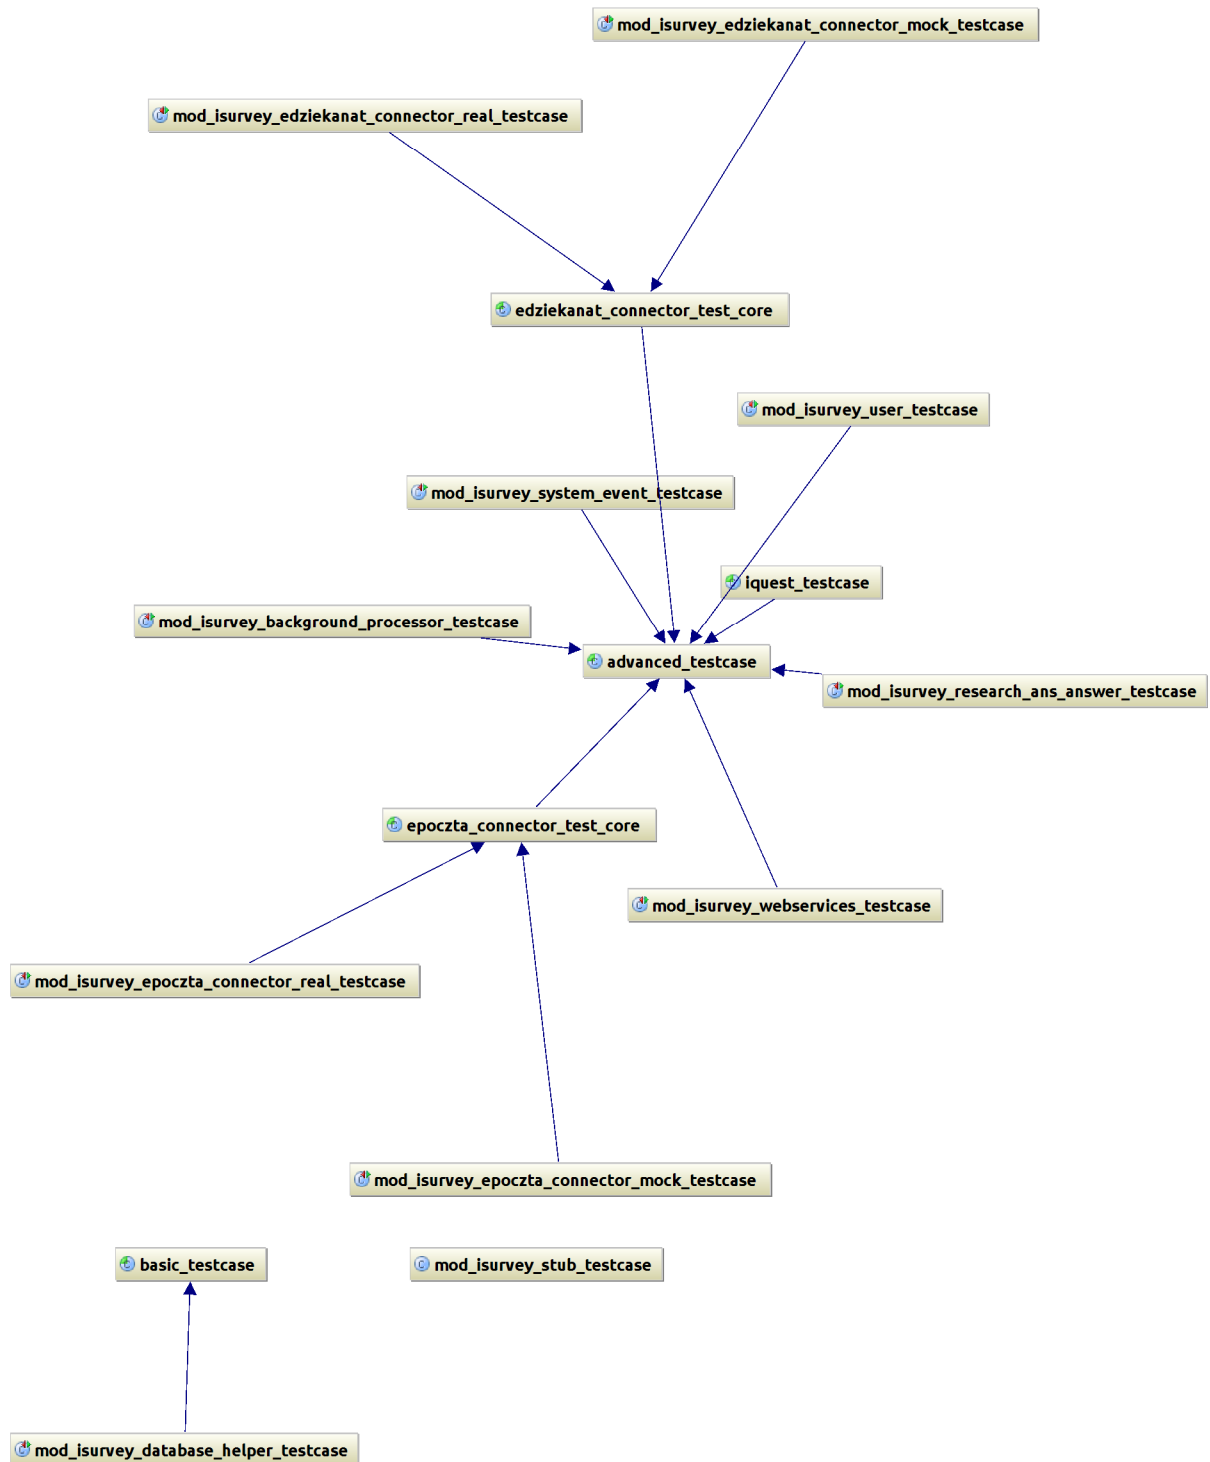 mod_isurvey_edziekanat_connector_mock_testcase
mod_isurvey_edziekanat_connector_real_testcase
edziekanat_connector_test_core
mod_isurvey_user_testcase
mod_isurvey_system_event_testcase
iquest_testcase
mod_isurvey_background_processor_testcase
advanced_testcase
mod_isurvey_research_ans_answer_testcase
epoczta_connector_test_core
mod_isurvey_webservices_testcase
mod_isurvey_epoczta_connector_real_testcase
mod_isurvey_epoczta_connector_mock_testcase
basic_testcase
mod_isurvey_stub_testcase
mod_isurvey_database_helper_testcase